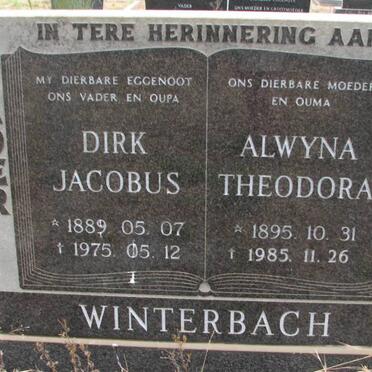 IN TERE HERINNERING AAN
MY DIERBARE EGGENOOT
ONS VADER EN OUPA
DIRK
JACOBUS
☆ 1889 05. 07
† 1975. 05. 12
ONS DIERBARE MOEDER
EN OUMA
ALWYNA
THEODORA
☆ 1895. 10. 31
† 1985. 11. 26
WINTERBACH